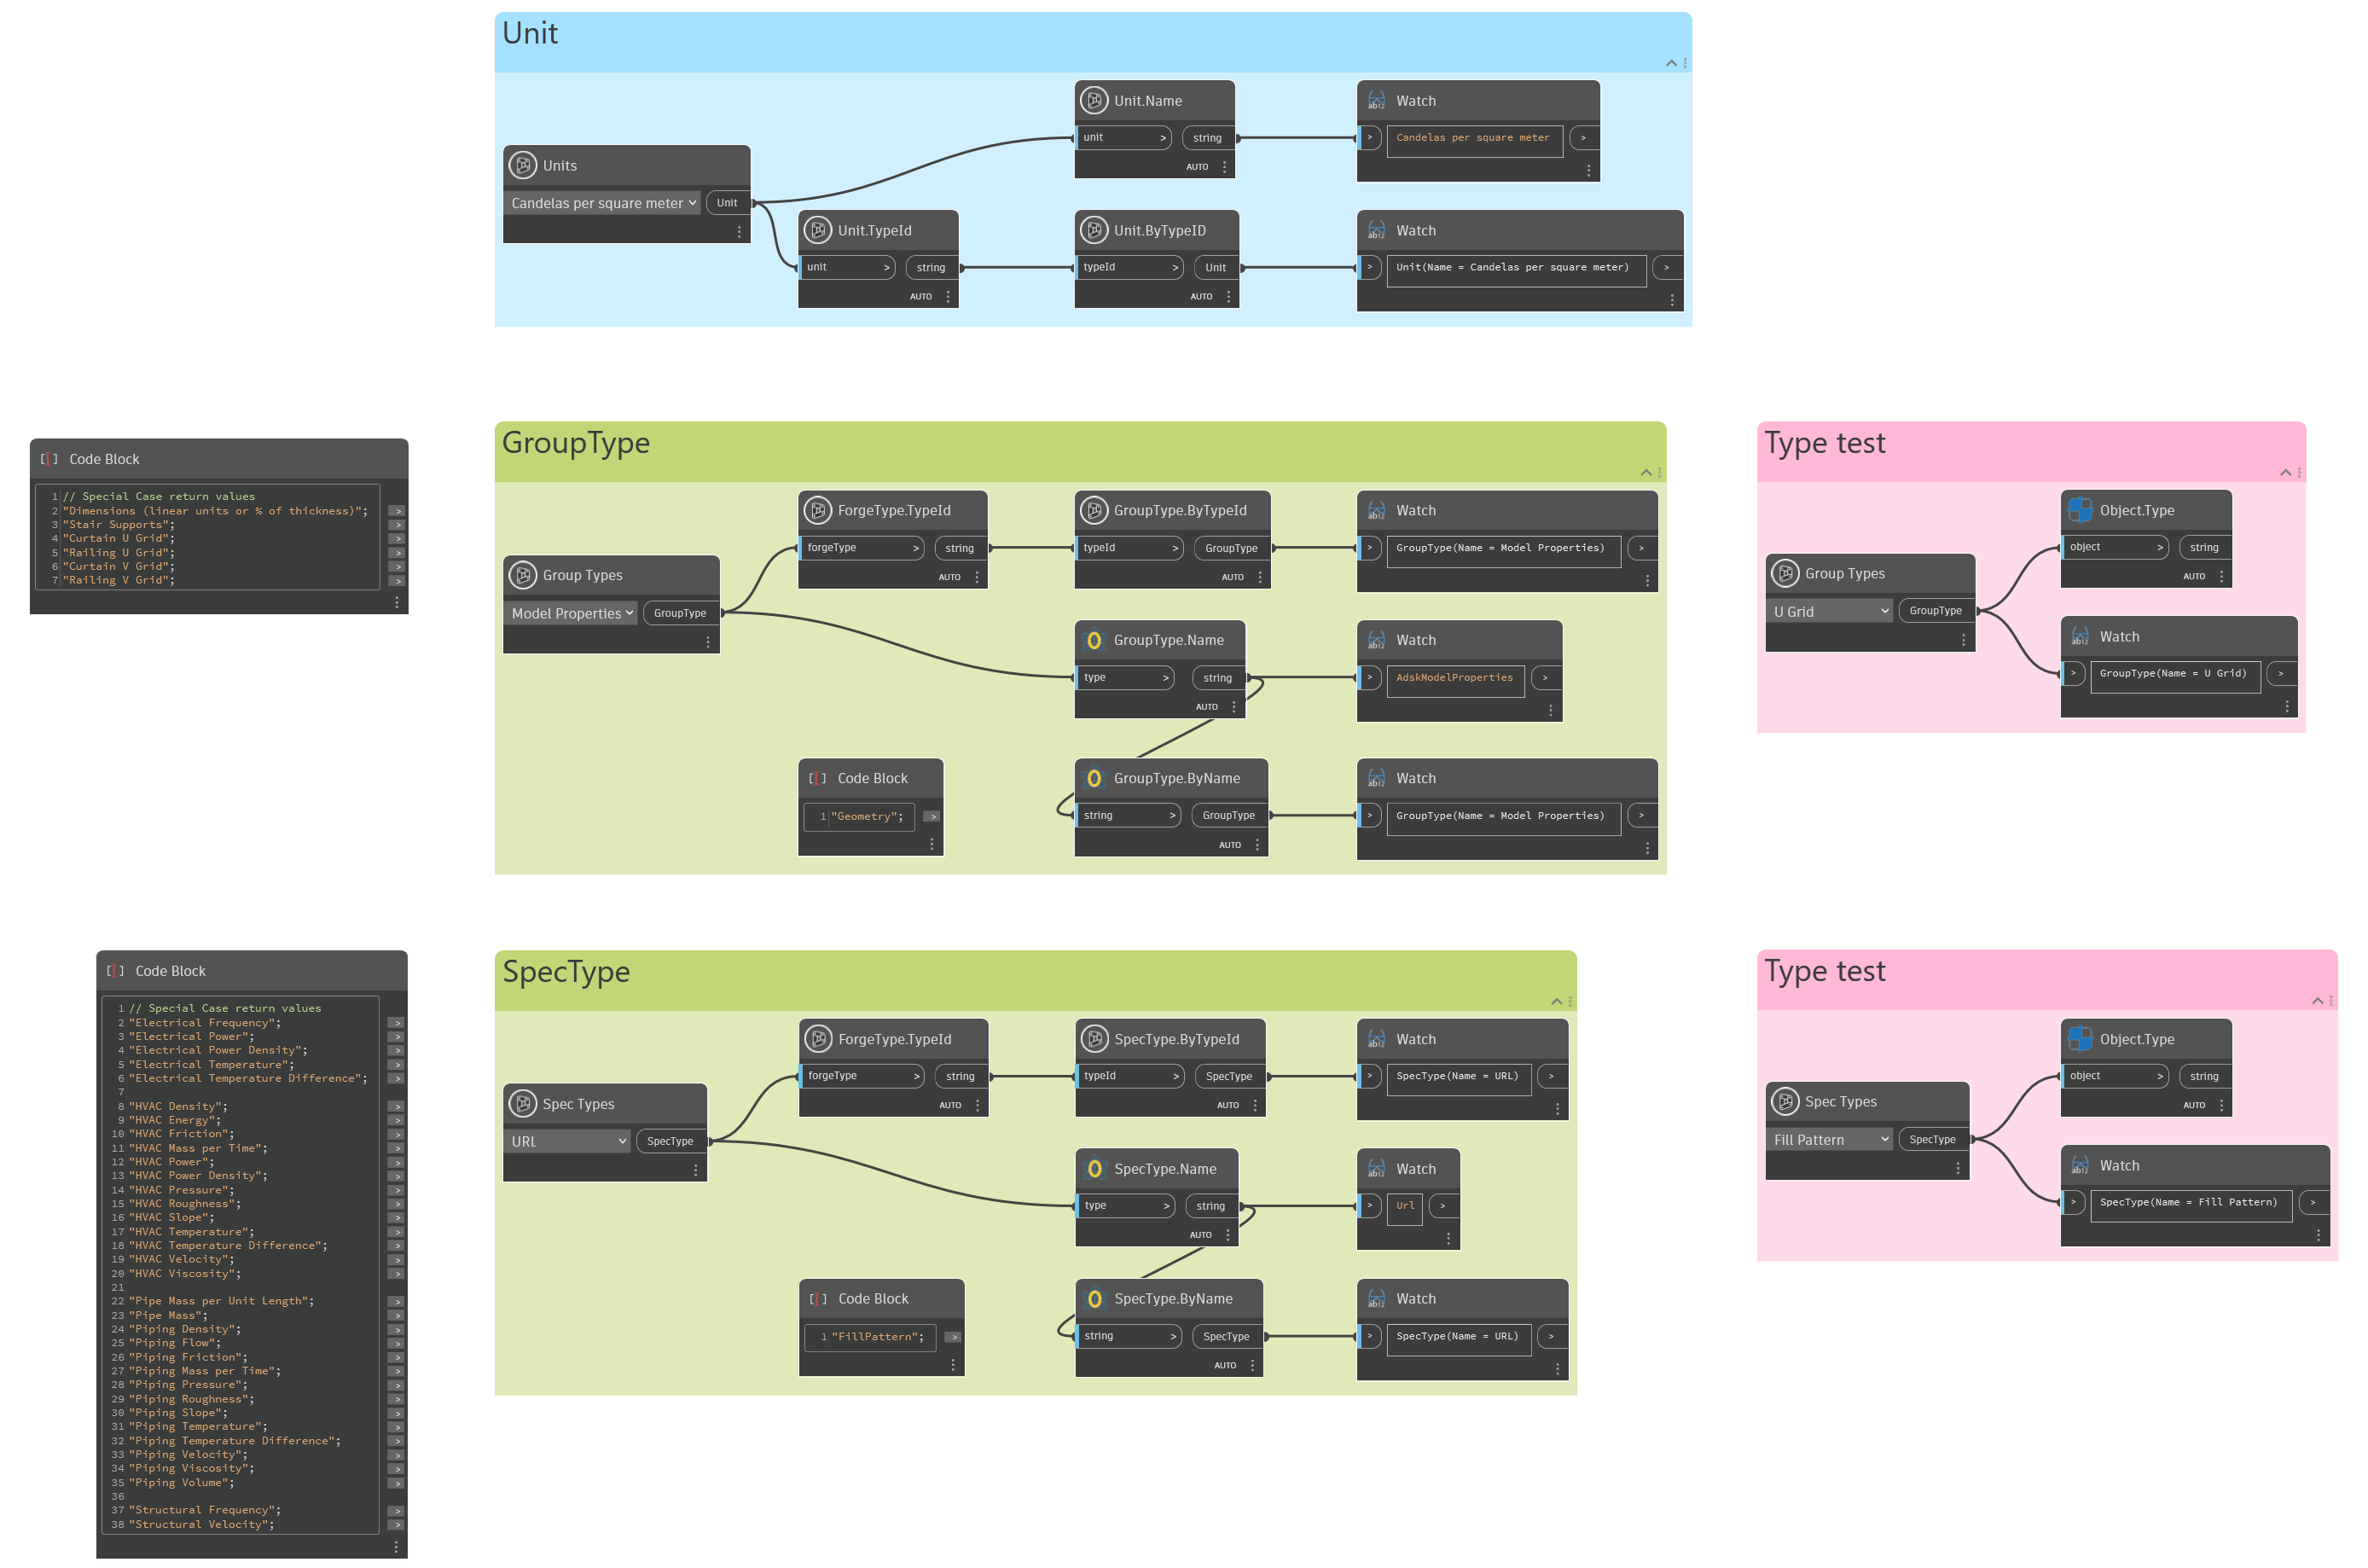 Unit
Units
Candelas per square meter
Unit
Unit.Name
unit
>
string
AUTO
Watch
>
Candelas per square meter
>
Unit.TypeId
unit
>
string
AUTO
Unit.ByTypeID
typeId
>
Unit
AUTO
Watch
>
Unit(Name = Candelas per square meter)
>
Code Block
1 // Special Case return values
2 "Dimensions (linear units or % of thickness)"; >
3 "Stair Supports"; >
4 "Curtain U Grid"; >
5 "Railing U Grid"; >
6 "Curtain V Grid"; >
7 "Railing V Grid"; >
GroupType
Group Types
Model Properties
GroupType
ForgeType.TypeId
forgeType
>
string
AUTO
GroupType.ByTypeId
typeId
>
GroupType
AUTO
Watch
>
GroupType(Name = Model Properties)
>
GroupType.Name
type
>
string
AUTO
Watch
>
AdskModelProperties
>
Code Block
1 "Geometry"; >
GroupType.ByName
string
>
GroupType
AUTO
Watch
>
GroupType(Name = Model Properties)
>
Type test
Group Types
U Grid
GroupType
Object.Type
object
>
string
AUTO
Watch
>
GroupType(Name = U Grid)
>
Code Block
1 // Special Case return values
2 "Electrical Frequency"; >
3 "Electrical Power"; >
4 "Electrical Power Density"; >
5 "Electrical Temperature"; >
6 "Electrical Temperature Difference"; >
7
8 "HVAC Density"; >
9 "HVAC Energy"; >
10 "HVAC Friction"; >
11 "HVAC Mass per Time"; >
12 "HVAC Power"; >
13 "HVAC Power Density"; >
14 "HVAC Pressure"; >
15 "HVAC Roughness"; >
16 "HVAC Slope"; >
17 "HVAC Temperature"; >
18 "HVAC Temperature Difference"; >
19 "HVAC Velocity"; >
20 "HVAC Viscosity"; >
21
22 "Pipe Mass per Unit Length"; >
23 "Pipe Mass"; >
24 "Piping Density"; >
25 "Piping Flow"; >
26 "Piping Friction"; >
27 "Piping Mass per Time"; >
28 "Piping Pressure"; >
29 "Piping Roughness"; >
30 "Piping Slope"; >
31 "Piping Temperature"; >
32 "Piping Temperature Difference"; >
33 "Piping Velocity"; >
34 "Piping Viscosity"; >
35 "Piping Volume"; >
36
37 "Structural Frequency"; >
38 "Structural Velocity"; >
SpecType
Spec Types
URL
SpecType
ForgeType.TypeId
forgeType
>
string
AUTO
SpecType.ByTypeId
typeId
>
SpecType
AUTO
Watch
>
SpecType(Name = URL)
>
SpecType.Name
type
>
string
AUTO
Watch
>
Url
>
Code Block
1 "FillPattern"; >
SpecType.ByName
string
>
SpecType
AUTO
Watch
>
SpecType(Name = URL)
>
Type test
Spec Types
Fill Pattern
SpecType
Object.Type
object
>
string
AUTO
Watch
>
SpecType(Name = Fill Pattern)
>